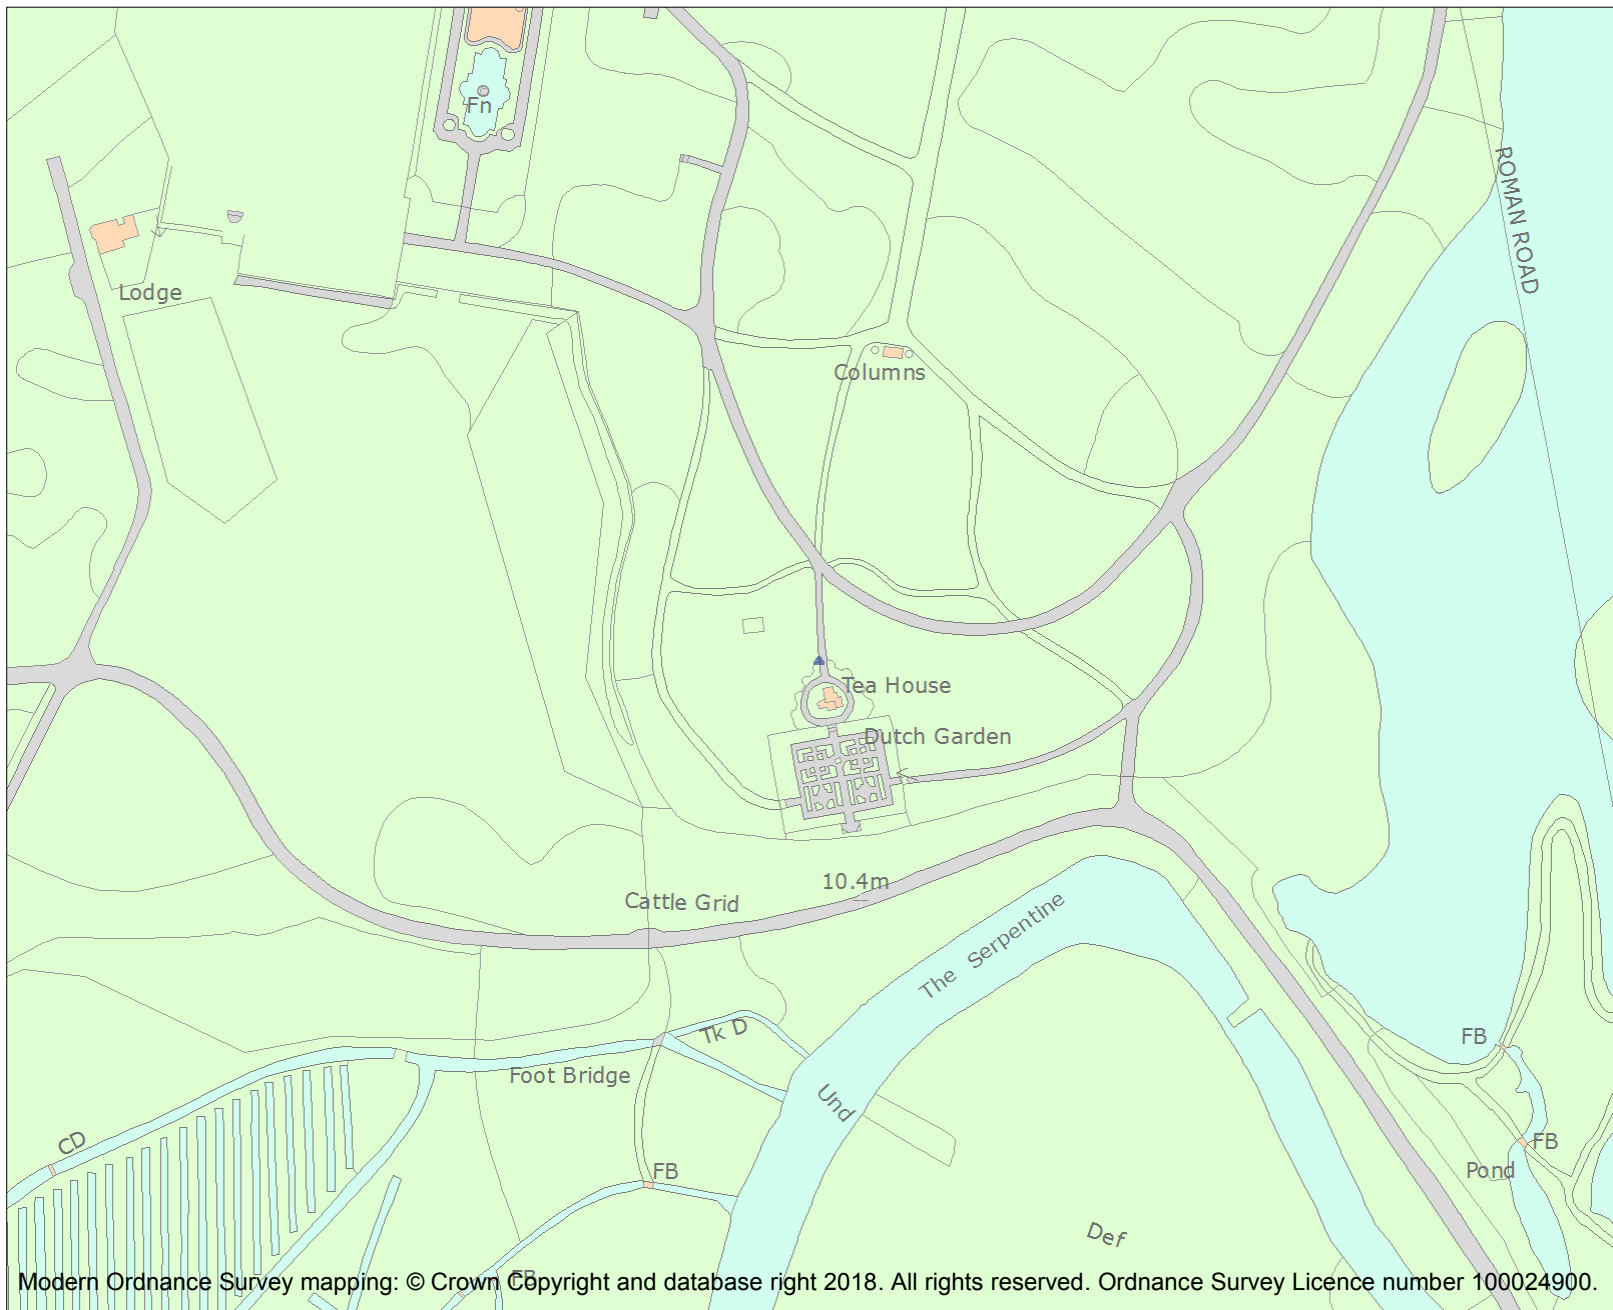 Fn
ROMAN ROAD
Lodge
Columns
Tea House
Dutch Garden
10.4m
Cattle Grid
The Serpentine
Tk D
FB
Foot Bridge
Und
CD
FB
FB
Pond
Def
FB
Modern Ordnance Survey mapping: © Crown Copyright and database right 2018. All rights reserved. Ordnance Survey Licence number 100024900.